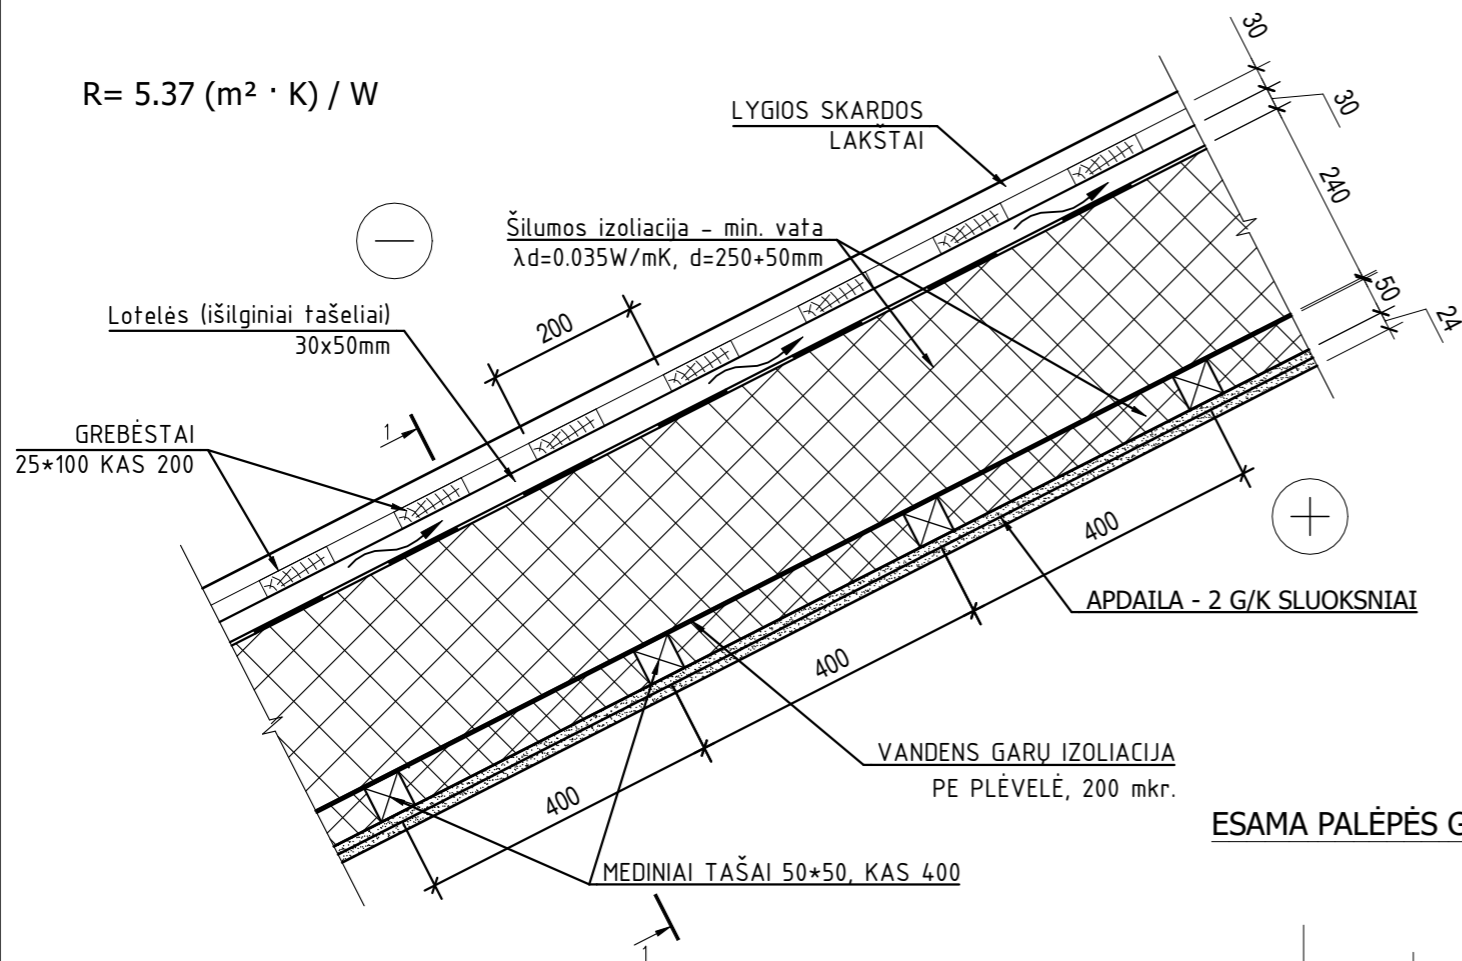 R= 5.37 (m² · K) / W
LYGIOS SKARDOS
LAKŠTAI
30
30
240
50
24
Šilumos izoliacija - min. vata
λd=0.035W/mK, d=250+50mm
Lotelės (išilginiai tašeliai)
30x50mm
200
1
GREBĖSTAI
25*100 KAS 200
400
400
400
APDAILA - 2 G/K SLUOKSNIAI
VANDENS GARŲ IZOLIACIJA
PE PLĖVELĖ, 200 mkr.
ESAMA PALĖPĖS G
MEDINIAI TAŠAI 50*50, KAS 400
1